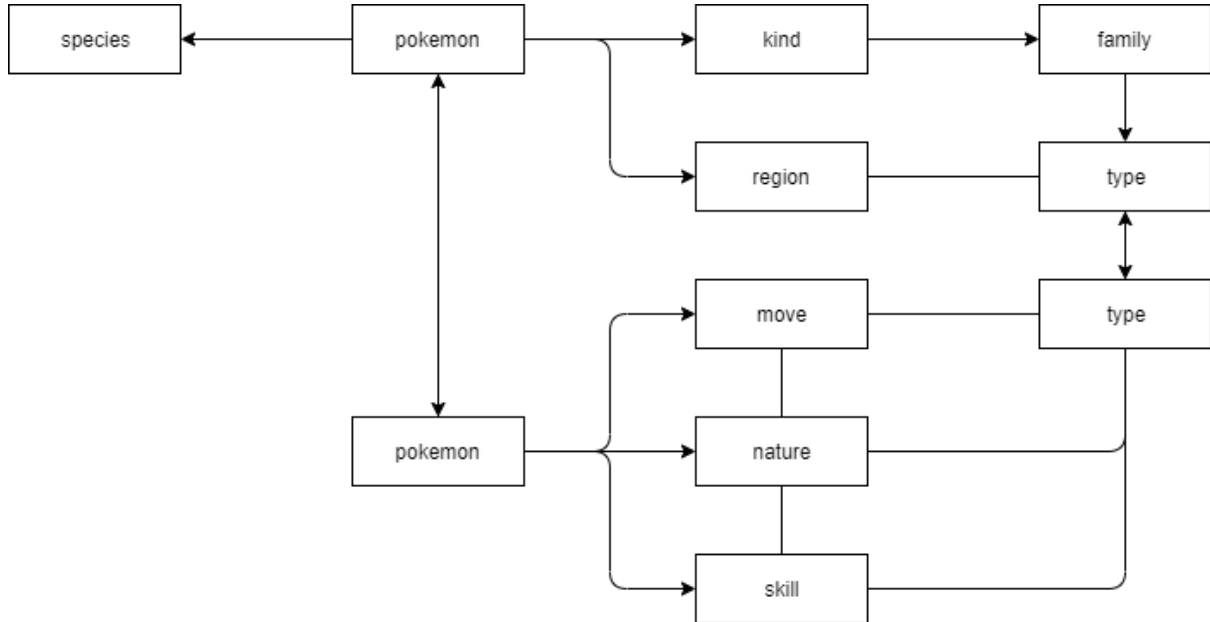 species
pokemon
kind
family
region
type
move
type
pokemon
nature
skill